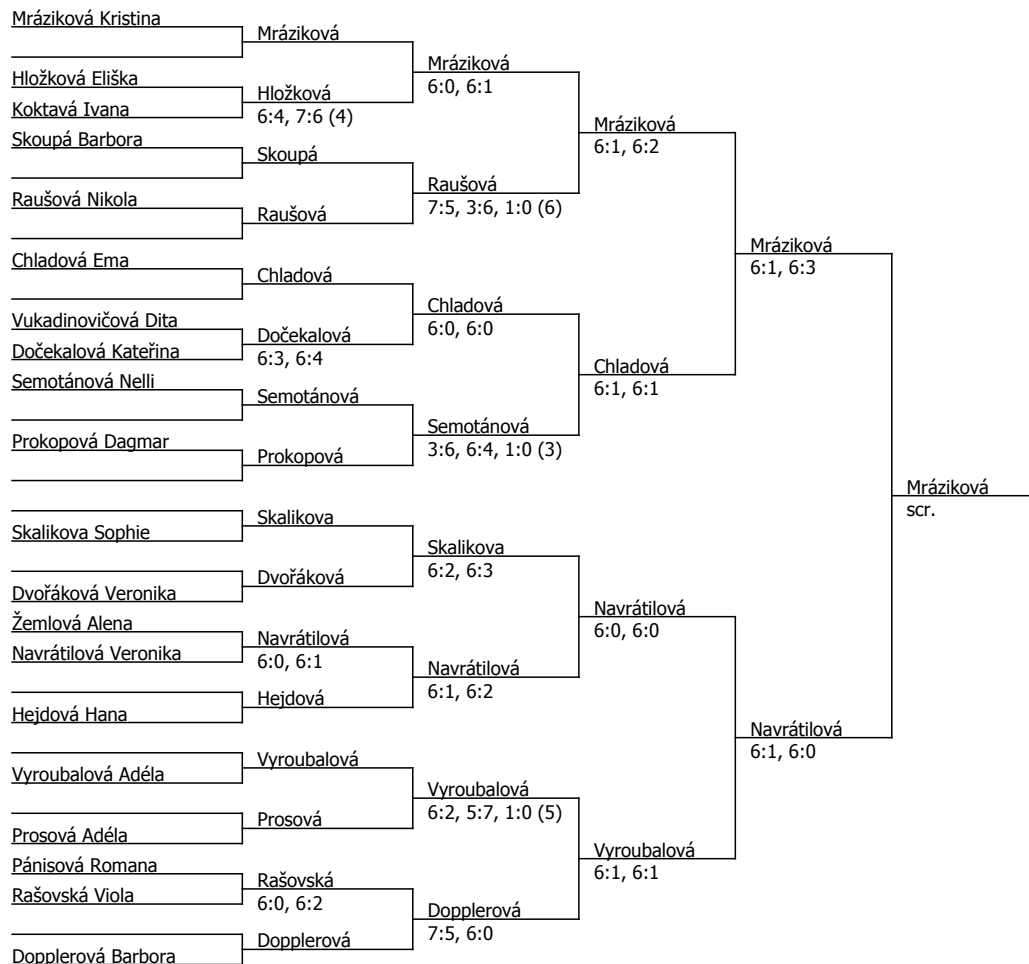 Mráziková Kristina
Mráziková
Mráziková
6:0, 6:1
Hložková Eliška
Hložková
6:4, 7:6 (4)
Koktavá Ivana
Mráziková
6:1, 6:2
Skoupá Barbora
Skoupá
Raušová
7:5, 3:6, 1:0 (6)
Raušová Nikola
Raušová
Mráziková
6:1, 6:3
Chladová Ema
Chladová
Chladová
6:0, 6:0
Vukadinovičová Dita
Dočekalová
6:3, 6:4
Dočekalová Kateřina
Chladová
6:1, 6:1
Semotánová Nelli
Semotánová
Semotánová
3:6, 6:4, 1:0 (3)
Prokopová Dagmar
Prokopová
Mráziková
scr.
Skalikova
Skalikova Sophie
Skalikova
6:2, 6:3
Dvořáková
Dvořáková Veronika
Navrátilová
6:0, 6:0
Žemlová Alena
Navrátilová
6:0, 6:1
Navrátilová Veronika
Navrátilová
6:1, 6:2
Hejdová
Hejdová Hana
Navrátilová
6:1, 6:0
Vyroubalová
Vyroubalová Adéla
Vyroubalová
6:2, 5:7, 1:0 (5)
Prosová
Prosová Adéla
Vyroubalová
6:1, 6:1
Pánisová Romana
Rašovská
6:0, 6:2
Rašovská Viola
Dopplerová
7:5, 6:0
Dopplerová
Dopplerová Barbora